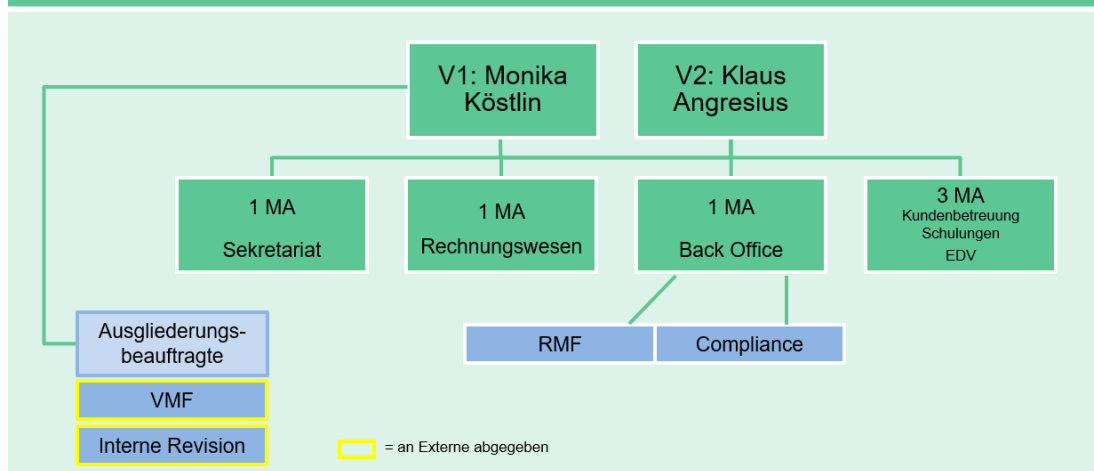 V1: Monika
Köstlin
V2: Klaus
Angresius
1 MA
Sekretariat
1 MA
Rechnungswesen
1 MA
Back Office
3 MA
Kundenbetreuung
Schulungen
EDV
Ausgliederungs-
beauftragte
VMF
Interne Revision
RMF
Compliance
= an Externe abgegeben